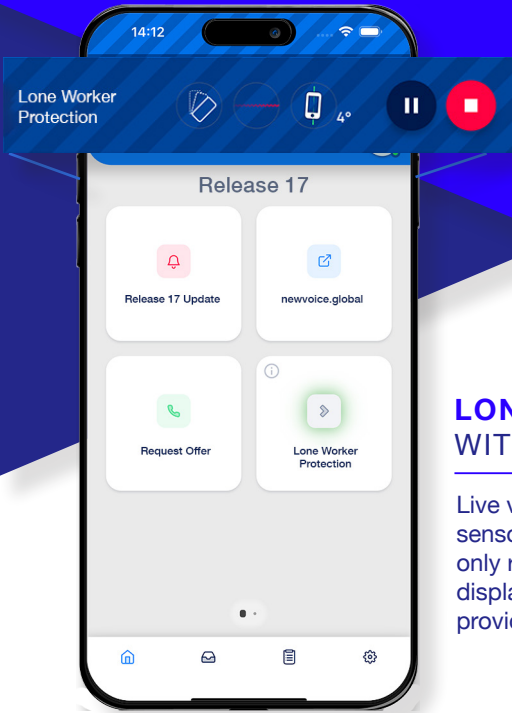 14:12
Lone Worker
Protection
4°
Release 17
Release 17 Update
newvoice.global
Request Offer
Lone Worker
Protection
LON
WIT
Live v
senso
only r
displa
provid